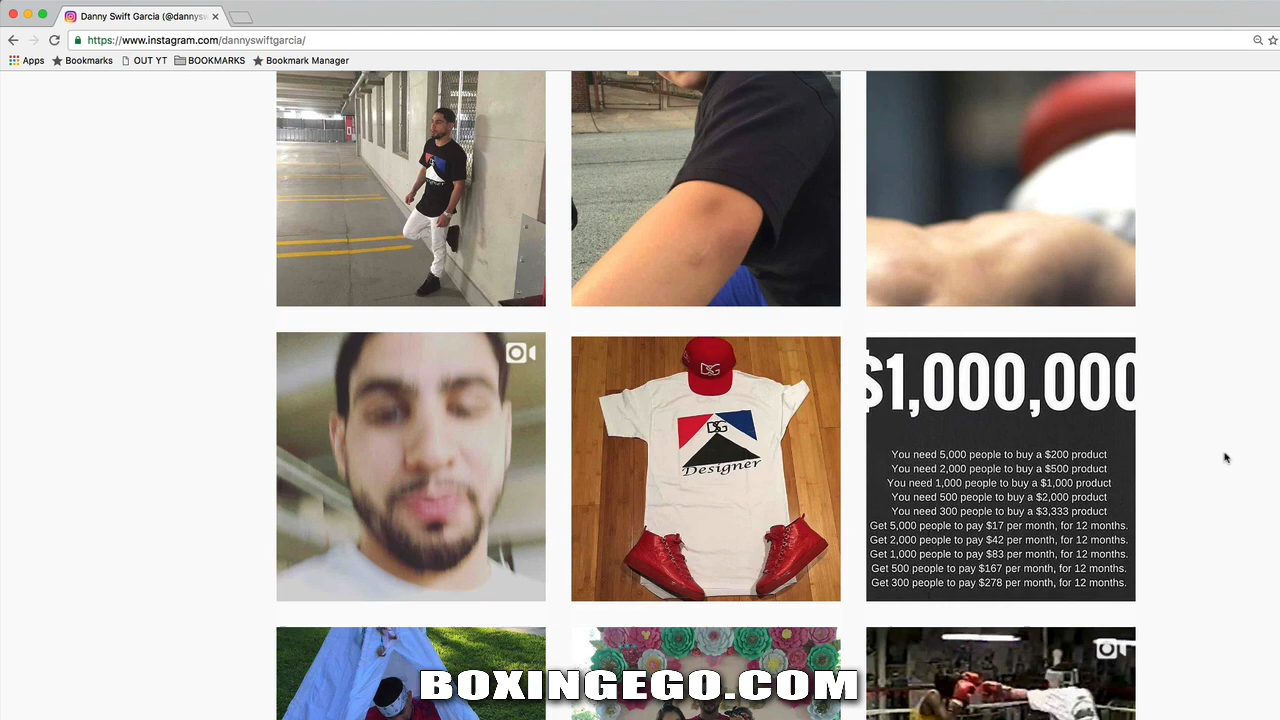 Danny Swift Garcia (@dannysw
https://www.instagram.com/dannyswiftgarcia/
Apps Bookmarks OUT YT BOOKMARKS Bookmark Manager
DSG
DSG
Designer
$1,000,000
You need 5,000 people to buy a $200 product
You need 2,000 people to buy a $500 product
You need 1,000 people to buy a $1,000 product
You need 500 people to buy a $2,000 product
You need 300 people to buy a $3,333 product
Get 5,000 people to pay $17 per month, for 12 months.
Get 2,000 people to pay $42 per month, for 12 months.
Get 1,000 people to pay $83 per month, for 12 months.
Get 500 people to pay $167 per month, for 12 months.
Get 300 people to pay $278 per month, for 12 months.
BOXINGEGO.COM